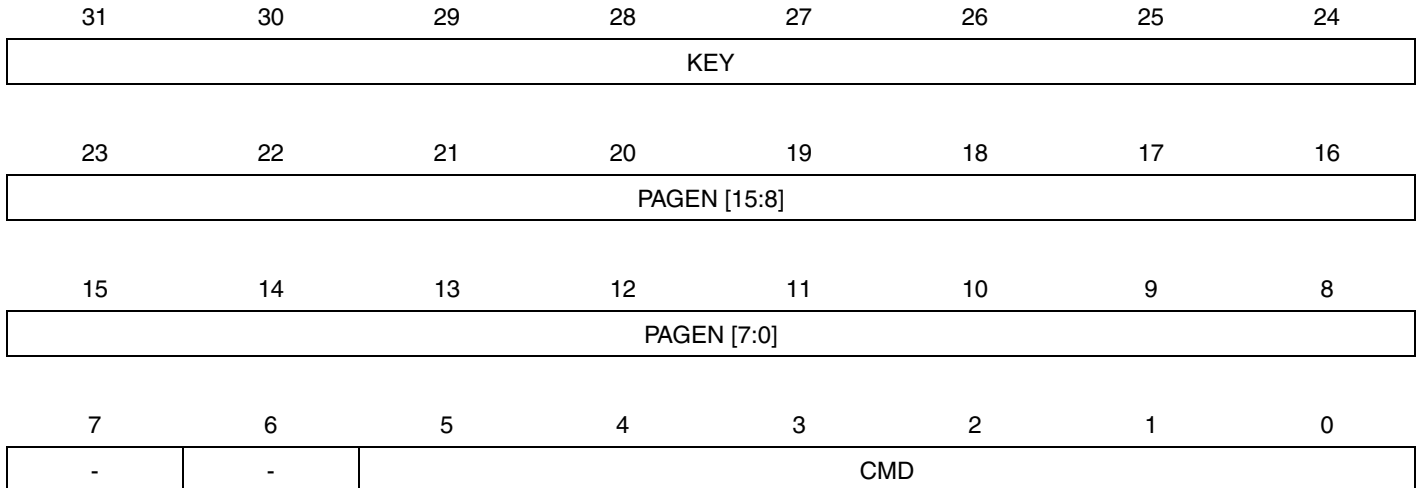 31 30 29 28 27 26 25 24
KEY
23 22 21 20 19 18 17 16
PAGEN [15:8]
15 14 13 12 11 10 9 8
PAGEN [7:0]
7 6 5 4 3 2 1 0
- - CMD